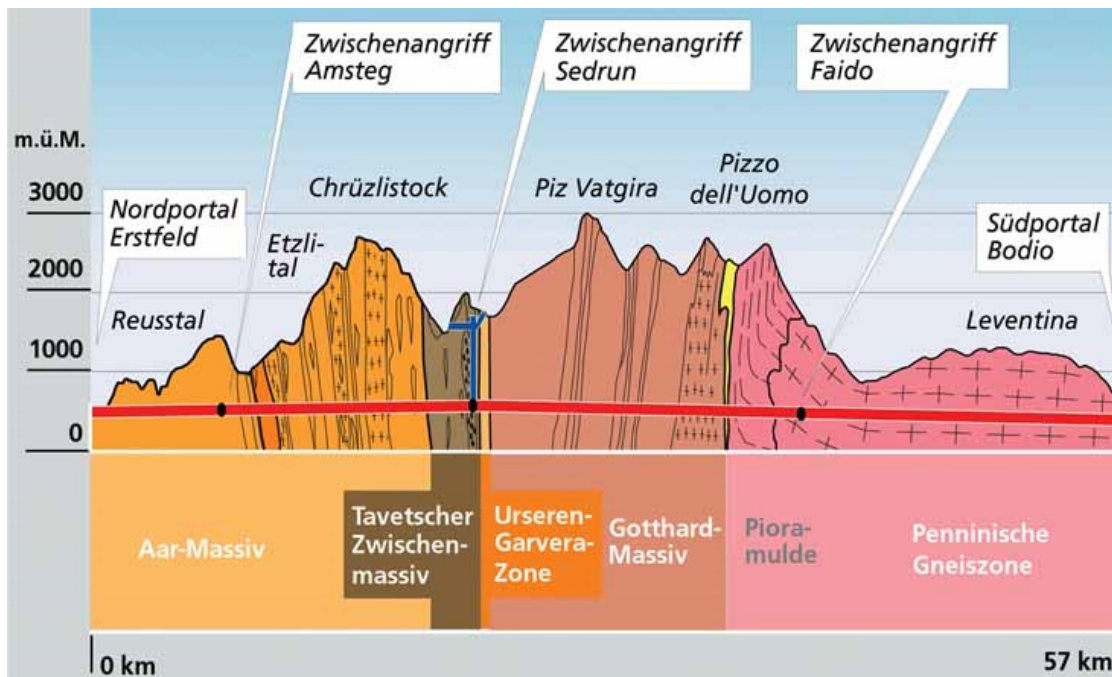 Zwischenangriff
Amsteg
Zwischenangriff
Sedrun
Zwischenangriff
Faido
m.ü.M.
3000
2000
1000
0
Nordportal
Erstfeld
Reusstal
Etzli-
tal
Chrüzlistock
Piz Vatgira
Pizzo
dell'Uomo
Südportal
Bodio
Leventina
Aar-Massiv
Tavetscher
Zwischen-
massiv
Urseren-
Garvera-
Zone
Gotthard-
Massiv
Piora-
mulde
Penninische
Gneiszone
0 km
57 km